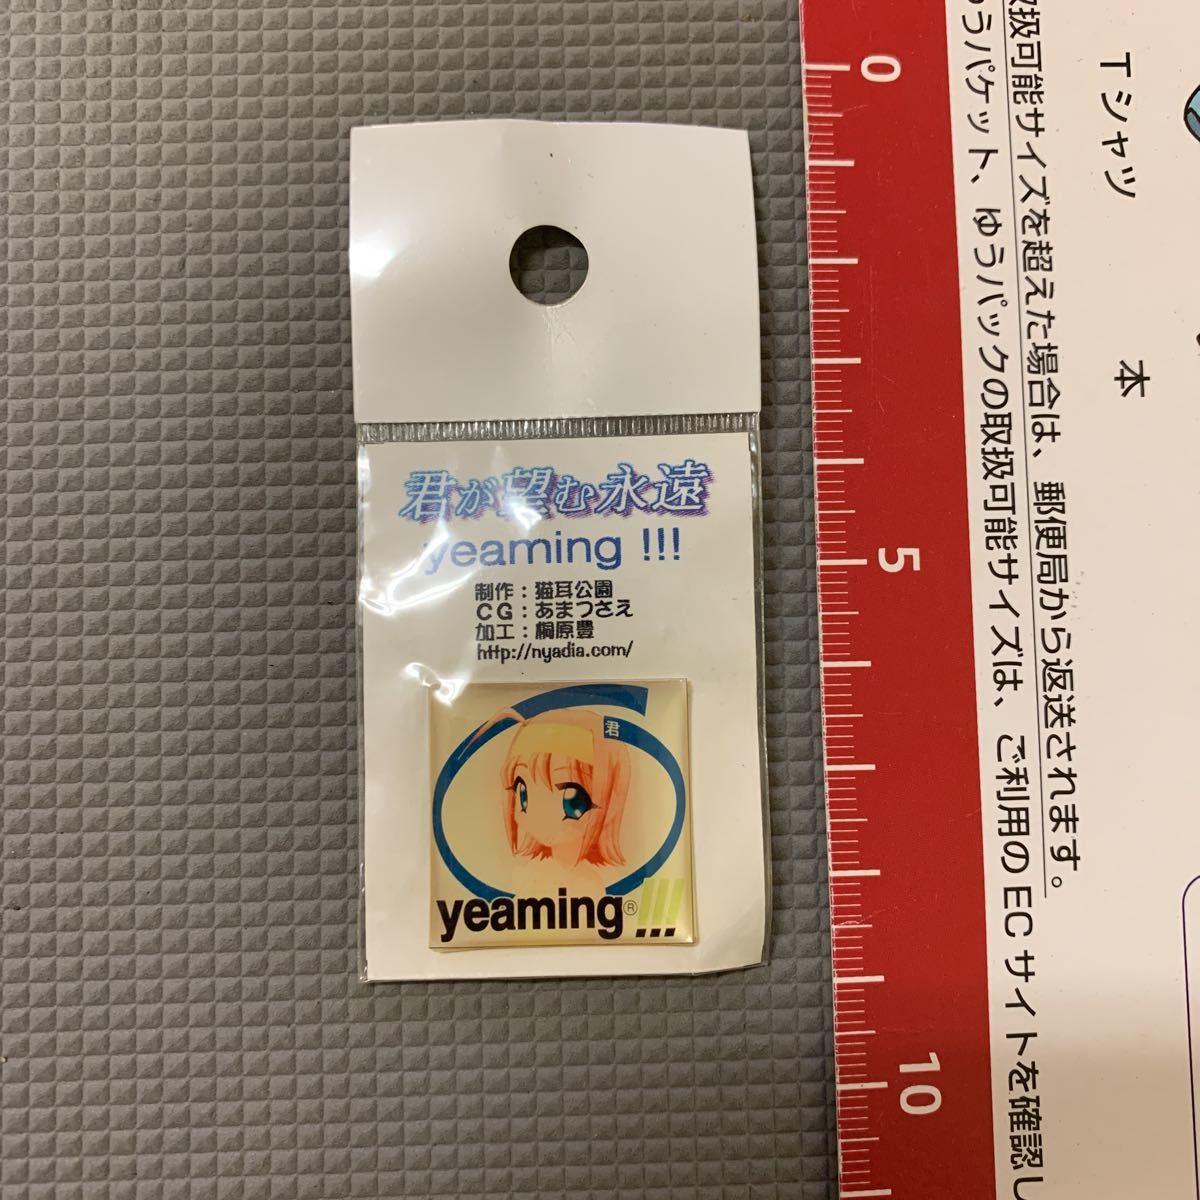 君が望む永遠
yeaming !!!
制作：猫耳公園
CG：あまつさえ
加工：桐原豊
http://nyadia.com/
君
yeaming® !!!
0
5
10
Tシャツ
本
取扱可能サイズを超えた場合は、郵便局から返送されます。
ゆうパケット、ゆうパックの取扱可能サイズは、ご利用のECサイトを確認し